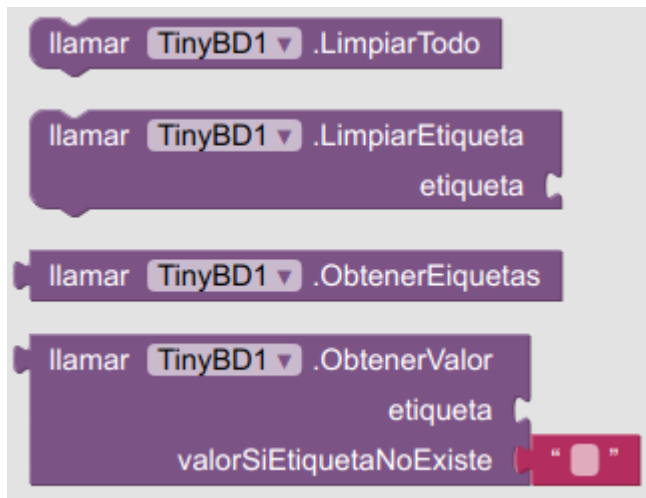 llamar TinyBD1 .LimpiarTodo
llamar TinyBD1 .LimpiarEtiqueta
etiqueta
llamar TinyBD1 .ObtenerEiquetas
llamar TinyBD1 .ObtenerValor
etiqueta
valorSiEtiquetaNoExiste “ ”